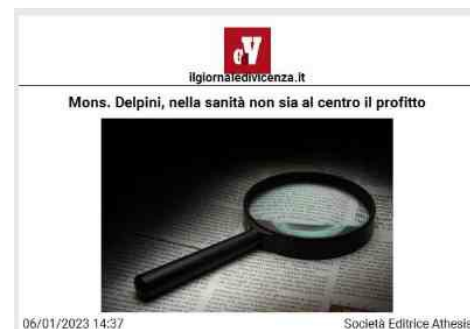 eV
ilgiornaledivicenza.it
Mons. Delpini, nella sanità non sia al centro il profitto
06/01/2023 14:37
Società Editrice Athesis